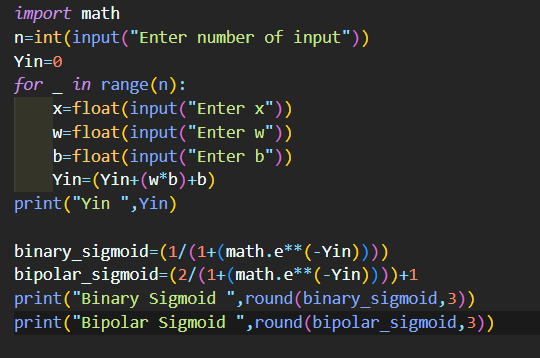 import math
n=int(input("Enter number of input"))
Yin=0
for _ in range(n):
    x=float(input("Enter x"))
    w=float(input("Enter w"))
    b=float(input("Enter b"))
    Yin=(Yin+(w*b)+b)
print("Yin ",Yin)

binary_sigmoid=(1/(1+(math.e**(-Yin))))
bipolar_sigmoid=(2/(1+(math.e**(-Yin))))+1
print("Binary Sigmoid ",round(binary_sigmoid,3))
print("Bipolar Sigmoid ",round(bipolar_sigmoid,3))